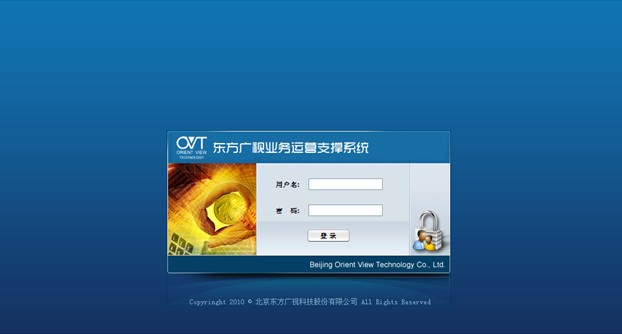 OVT
ORIENT VIEW
TECHNOLOGY
东方广视业务运营支撑系统
用户名:
密 码:
登 录
Beijing Orient View Technology Co., Ltd.
Copyringht 2010 © 北京东方广视科技股份有限公司 All Rights Reserved